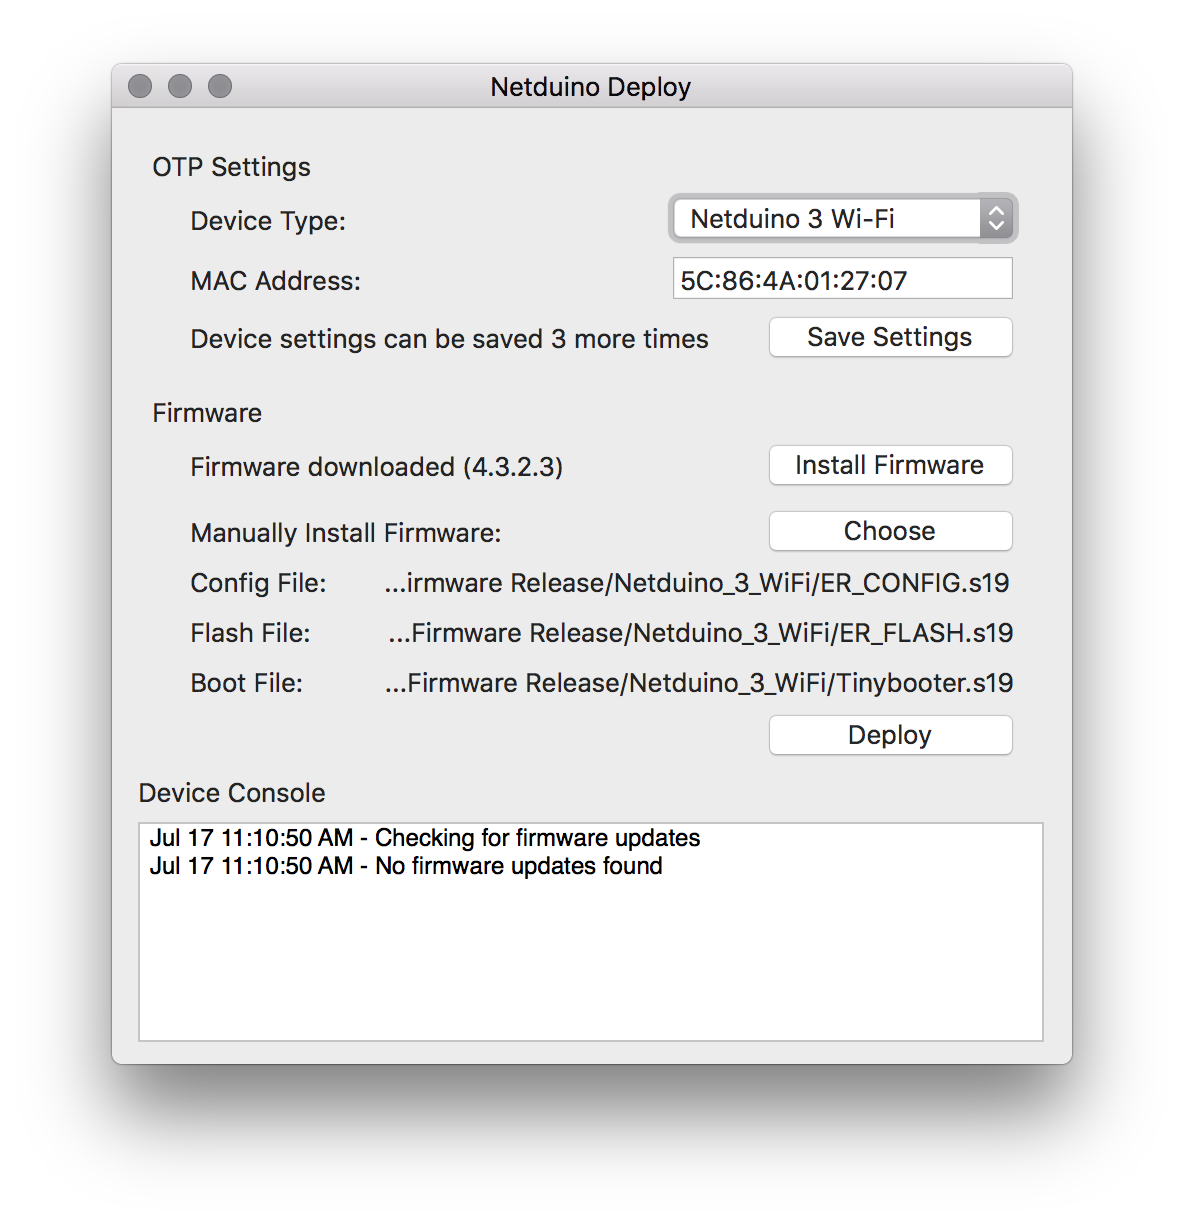 Netduino Deploy
OTP Settings
Device Type: Netduino 3 Wi-Fi
MAC Address: 5C:86:4A:01:27:07
Device settings can be saved 3 more times Save Settings
Firmware
Firmware downloaded (4.3.2.3) Install Firmware
Manually Install Firmware: Choose
Config File: ...irmware Release/Netduino_3_WiFi/ER_CONFIG.s19
Flash File: ...Firmware Release/Netduino_3_WiFi/ER_FLASH.s19
Boot File: ...Firmware Release/Netduino_3_WiFi/Tinybooter.s19
Deploy
Device Console
Jul 17 11:10:50 AM - Checking for firmware updates
Jul 17 11:10:50 AM - No firmware updates found